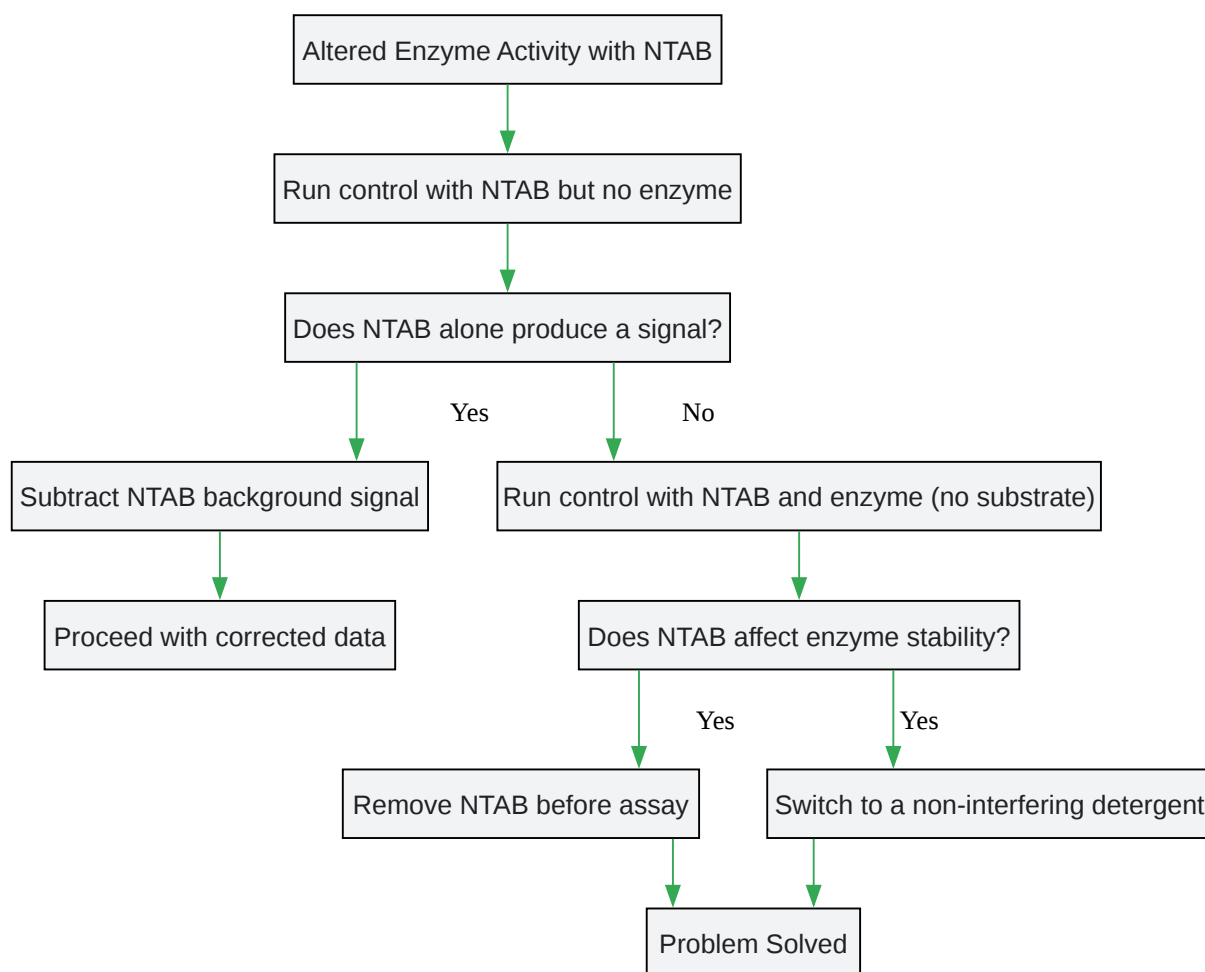 Altered Enzyme Activity with NTAB
Run control with NTAB but no enzyme
Does NTAB alone produce a signal?
Yes
No
Subtract NTAB background signal
Run control with NTAB and enzyme (no substrate)
Proceed with corrected data
Does NTAB affect enzyme stability?
Yes
Yes
Remove NTAB before assay
Switch to a non-interfering detergent
Problem Solved